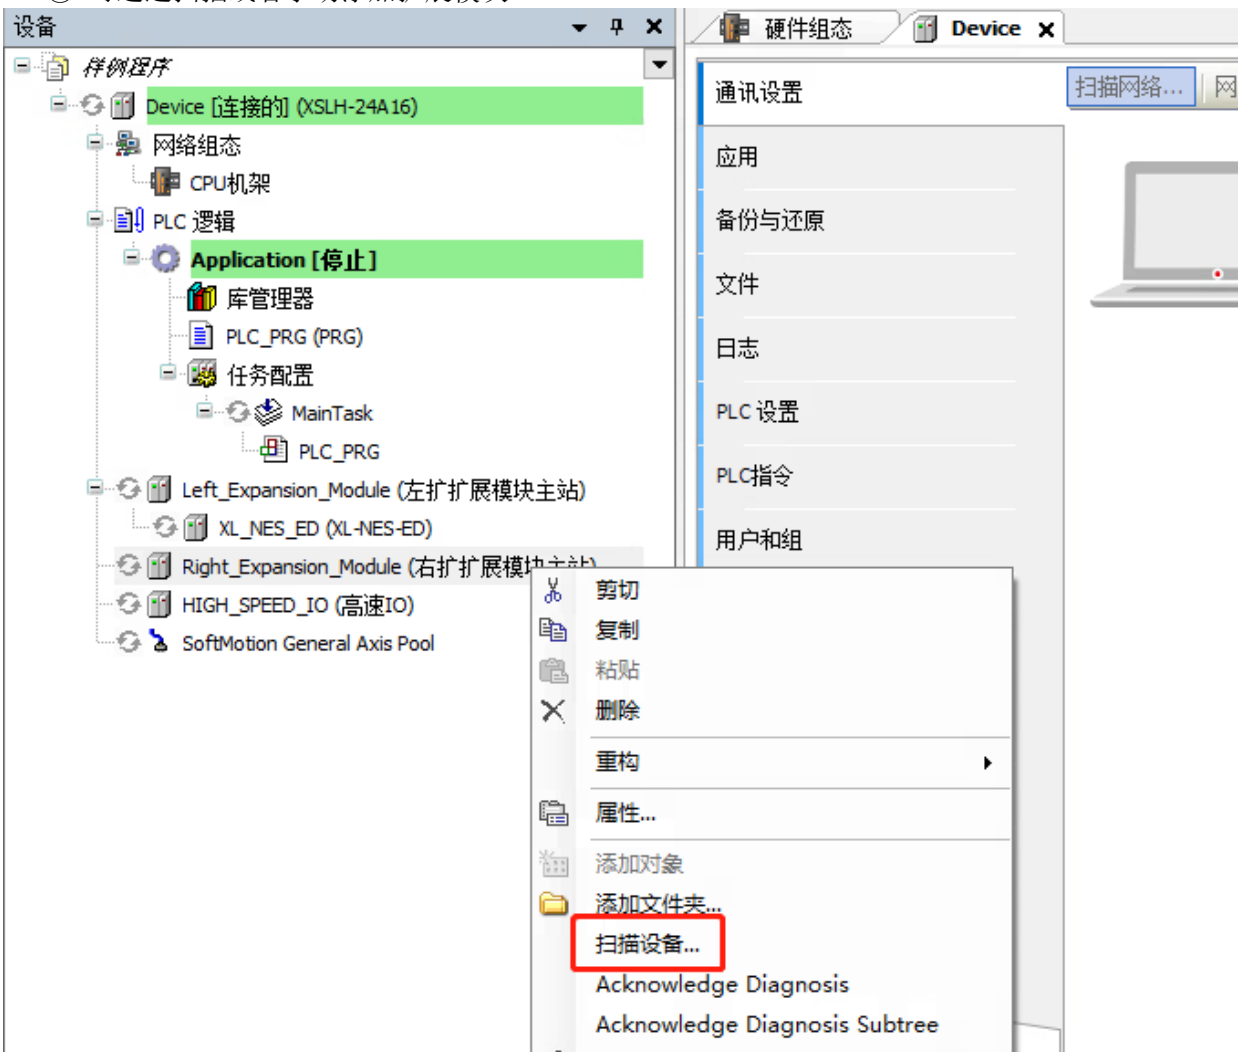 设备
样例程序
Device [连接的] (XSLH-24A16)
网络组态
CPU机架
PLC 逻辑
Application [停止]
库管理器
PLC_PRG (PRG)
任务配置
MainTask
PLC_PRG
Left_Expansion_Module (左扩扩展模块主站)
XL_NES_ED (XL-NES-ED)
Right_Expansion_Module (右扩扩展模块主站)
HIGH_SPEED_IO (高速IO)
SoftMotion General Axis Pool
硬件组态
Device
通讯设置
扫描网络...
网
应用
备份与还原
文件
日志
PLC 设置
PLC指令
用户和组
剪切
复制
粘贴
删除
重构
属性...
添加对象
添加文件夹...
扫描设备...
Acknowledge Diagnosis
Acknowledge Diagnosis Subtree